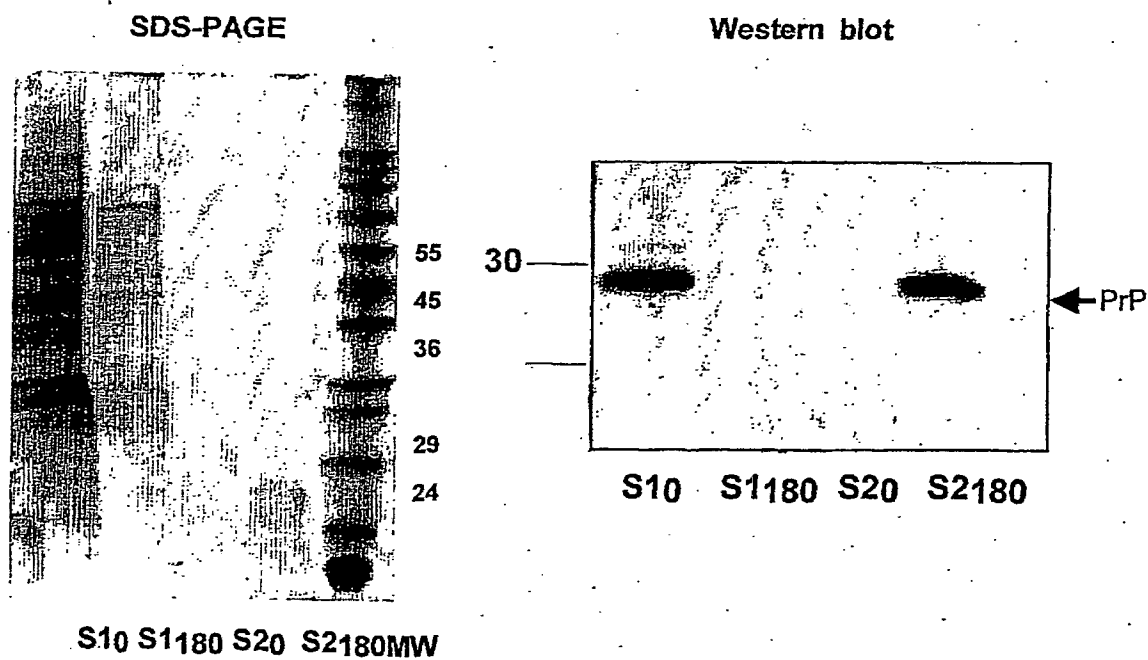 SDS-PAGE
Western blot
55
45
36
29
24
30
PrP
S10 S1180 S20 S2180MW
S10 S1180 S20 S2180